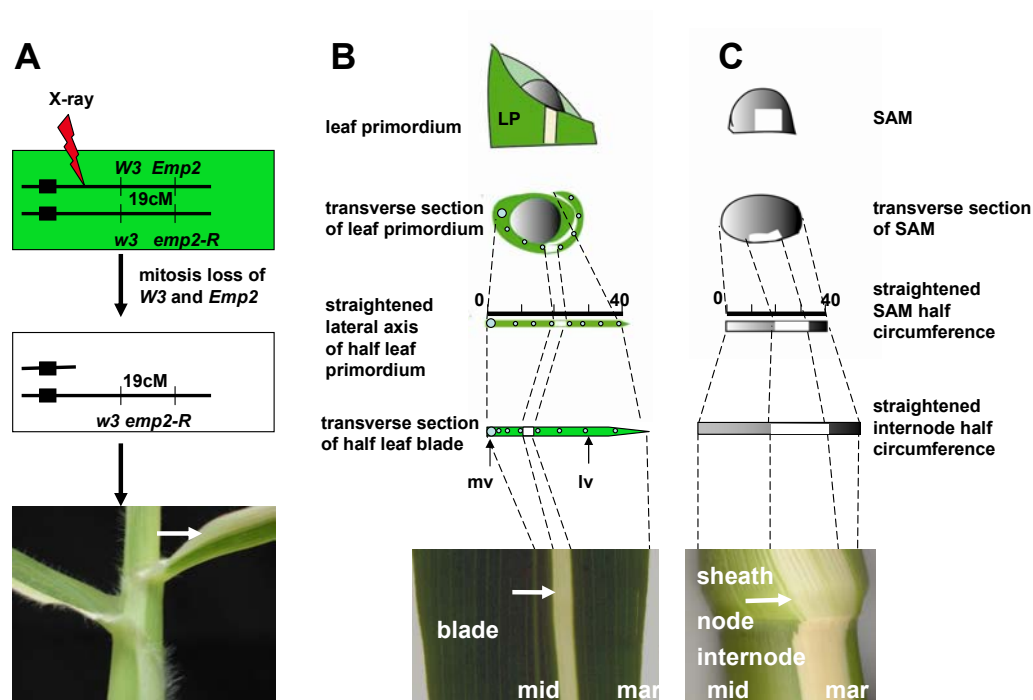 A
X-ray
W3 Emp2
19cM
w3 emp2-R
mitosis loss of
W3 and Emp2
19cM
w3 emp2-R
B
LP
leaf primordium
transverse section
of leaf primordium
0 40
straightened
lateral axis
of half leaf
primordium
transverse section
of half leaf blade
mv lv
blade
mid mar
C
SAM
transverse section
of SAM
0 40
straightened
SAM half
circumference
straightened
internode half
circumference
sheath
node
internode
mid mar